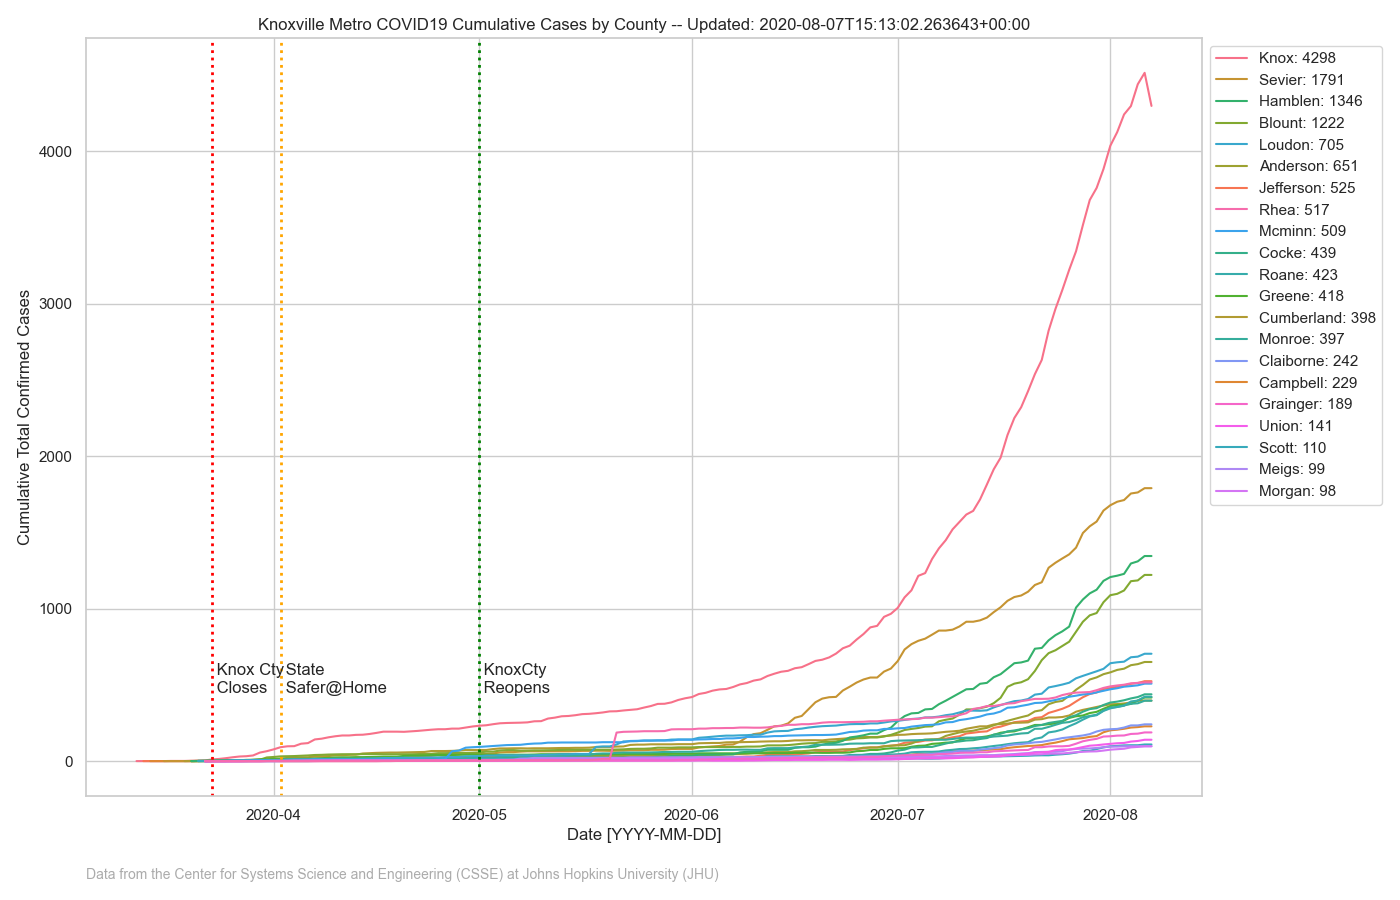 Knoxville Metro COVID19 Cumulative Cases by County -- Updated: 2020-08-07T15:13:02.263643+00:00
Cumulative Total Confirmed Cases
4000
3000
2000
1000
0
Knox Cty
Closes
State
Safer@Home
KnoxCty
Reopens
2020-04
2020-05
2020-06
2020-07
2020-08
Date [YYYY-MM-DD]
Knox: 4298
Sevier: 1791
Hamblen: 1346
Blount: 1222
Loudon: 705
Anderson: 651
Jefferson: 525
Rhea: 517
Mcminn: 509
Cocke: 439
Roane: 423
Greene: 418
Cumberland: 398
Monroe: 397
Claiborne: 242
Campbell: 229
Grainger: 189
Union: 141
Scott: 110
Meigs: 99
Morgan: 98
Data from the Center for Systems Science and Engineering (CSSE) at Johns Hopkins University (JHU)